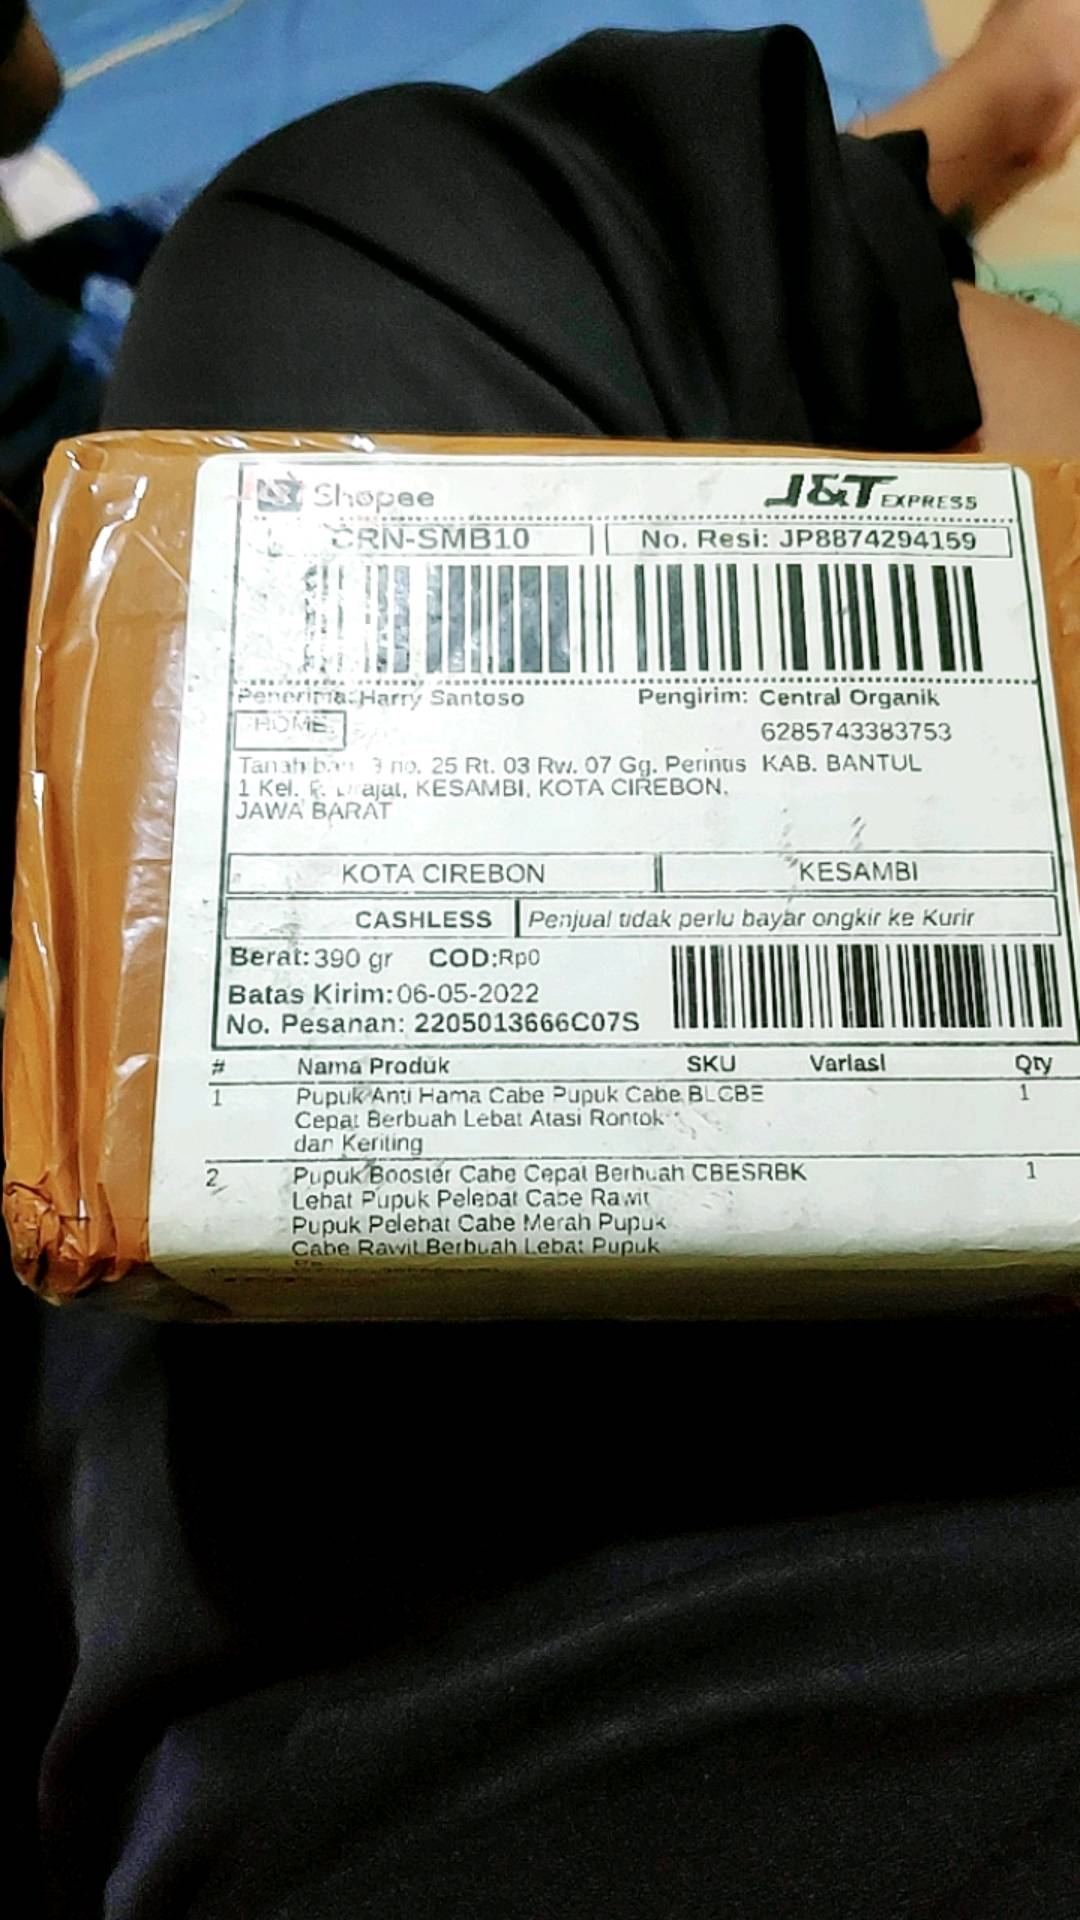 Shopee
J&T EXPRESS
CRN-SMB10
No. Resi: JP8874294159
Penerima: Harry Santoso
Pengirim: Central Organik
HOME
6285743383753
Tanah no. 25 Rt. 03 Rw. 07 Gg. Perintis KAB. BANTUL
1 Kel. KESAMBI, KOTA CIREBON.
JAWA BARAT
KOTA CIREBON
KESAMBI
CASHLESS
Penjual tidak perlu bayar ongkir ke Kurir
Berat: 390 gr COD:Rp0
Batas Kirim: 06-05-2022
No. Pesanan: 2205013666C07S
# Nama Produk SKU Variasi Qty
1 Pupuk Anti Hama Cabe Pupuk Cabe BLCBE 1
Cepat Berbuah Lebat Atasi Rontok
dan Keriting
2 Pupuk Booster Cabe Cepat Berbuah CBESRBK 1
Lebat Pupuk Pelebat Cabe Rawit
Pupuk Pelebat Cabe Merah Pupuk
Cabe Rawit Berbuah Lebat Pupuk